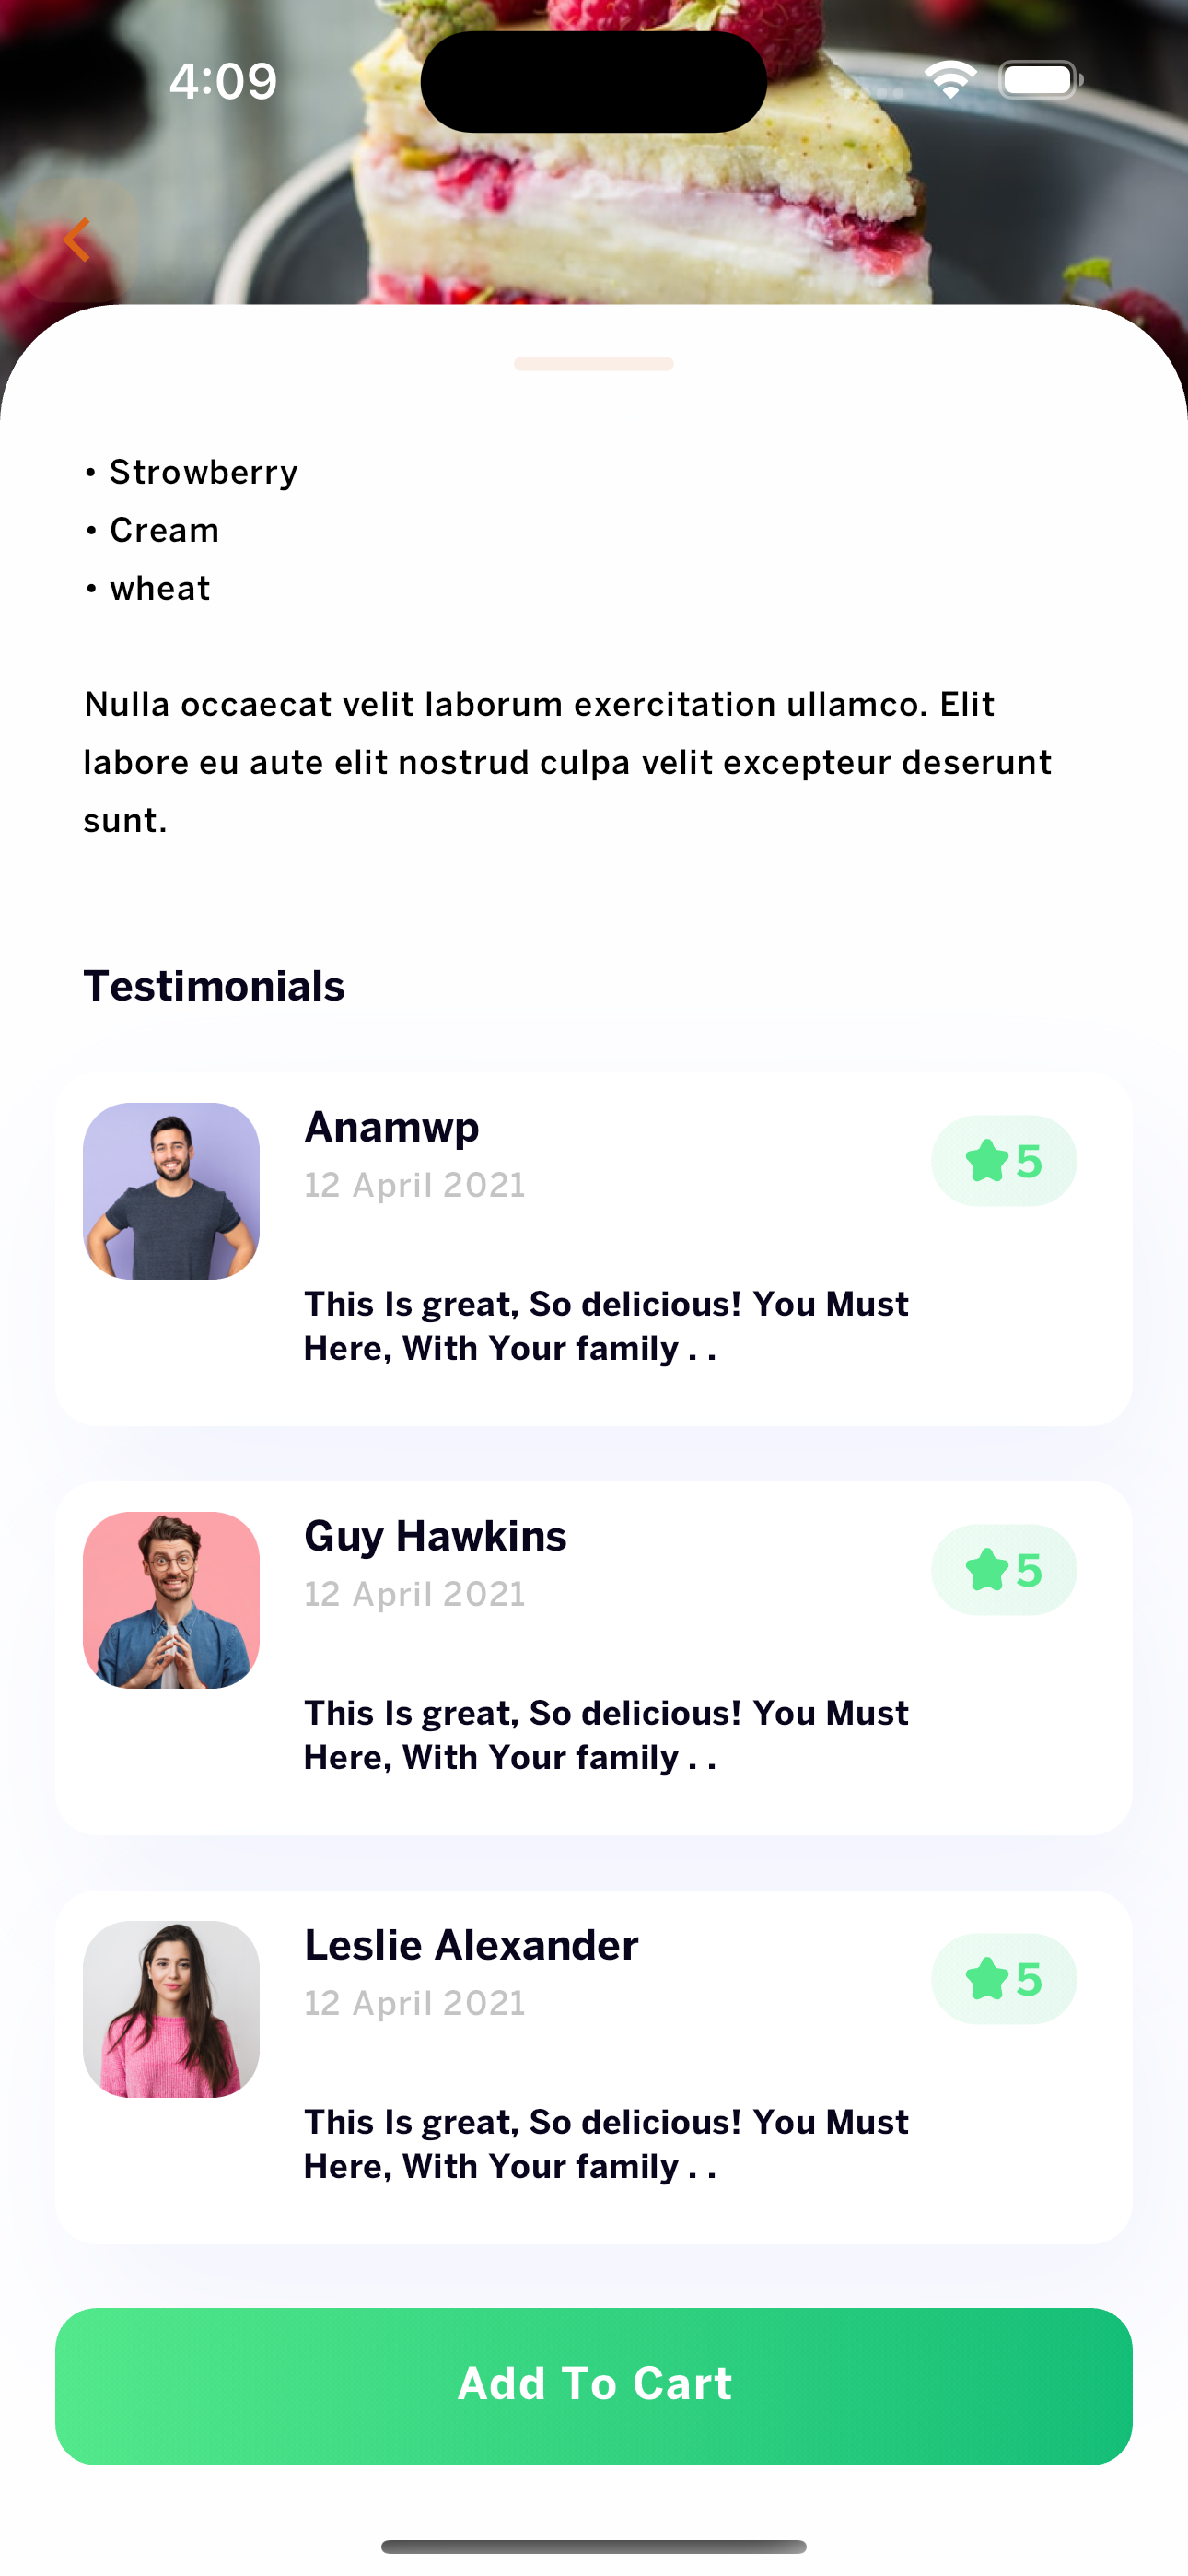 4:09
• Strowberry
• Cream
• wheat
Nulla occaecat velit laborum exercitation ullamco. Elit
labore eu aute elit nostrud culpa velit excepteur deserunt
sunt.
Testimonials
Anamwp
5
12 April 2021
This Is great, So delicious! You Must
Here, With Your family . .
Guy Hawkins
5
12 April 2021
This Is great, So delicious! You Must
Here, With Your family . .
Leslie Alexander
5
12 April 2021
This Is great, So delicious! You Must
Here, With Your family . .
Add To Cart